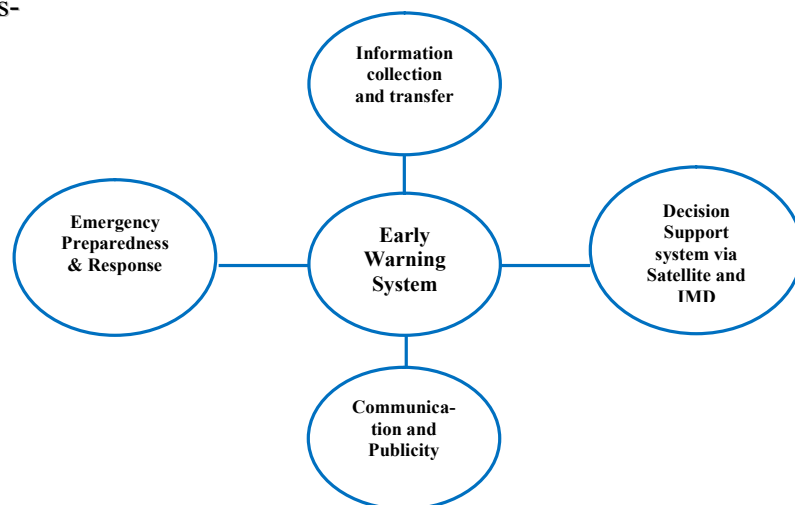 s-
Information
collection
and transfer
Emergency
Preparedness
& Response
Early
Warning
System
Decision
Support
system via
Satellite and
IMD
Communica-
tion and
Publicity